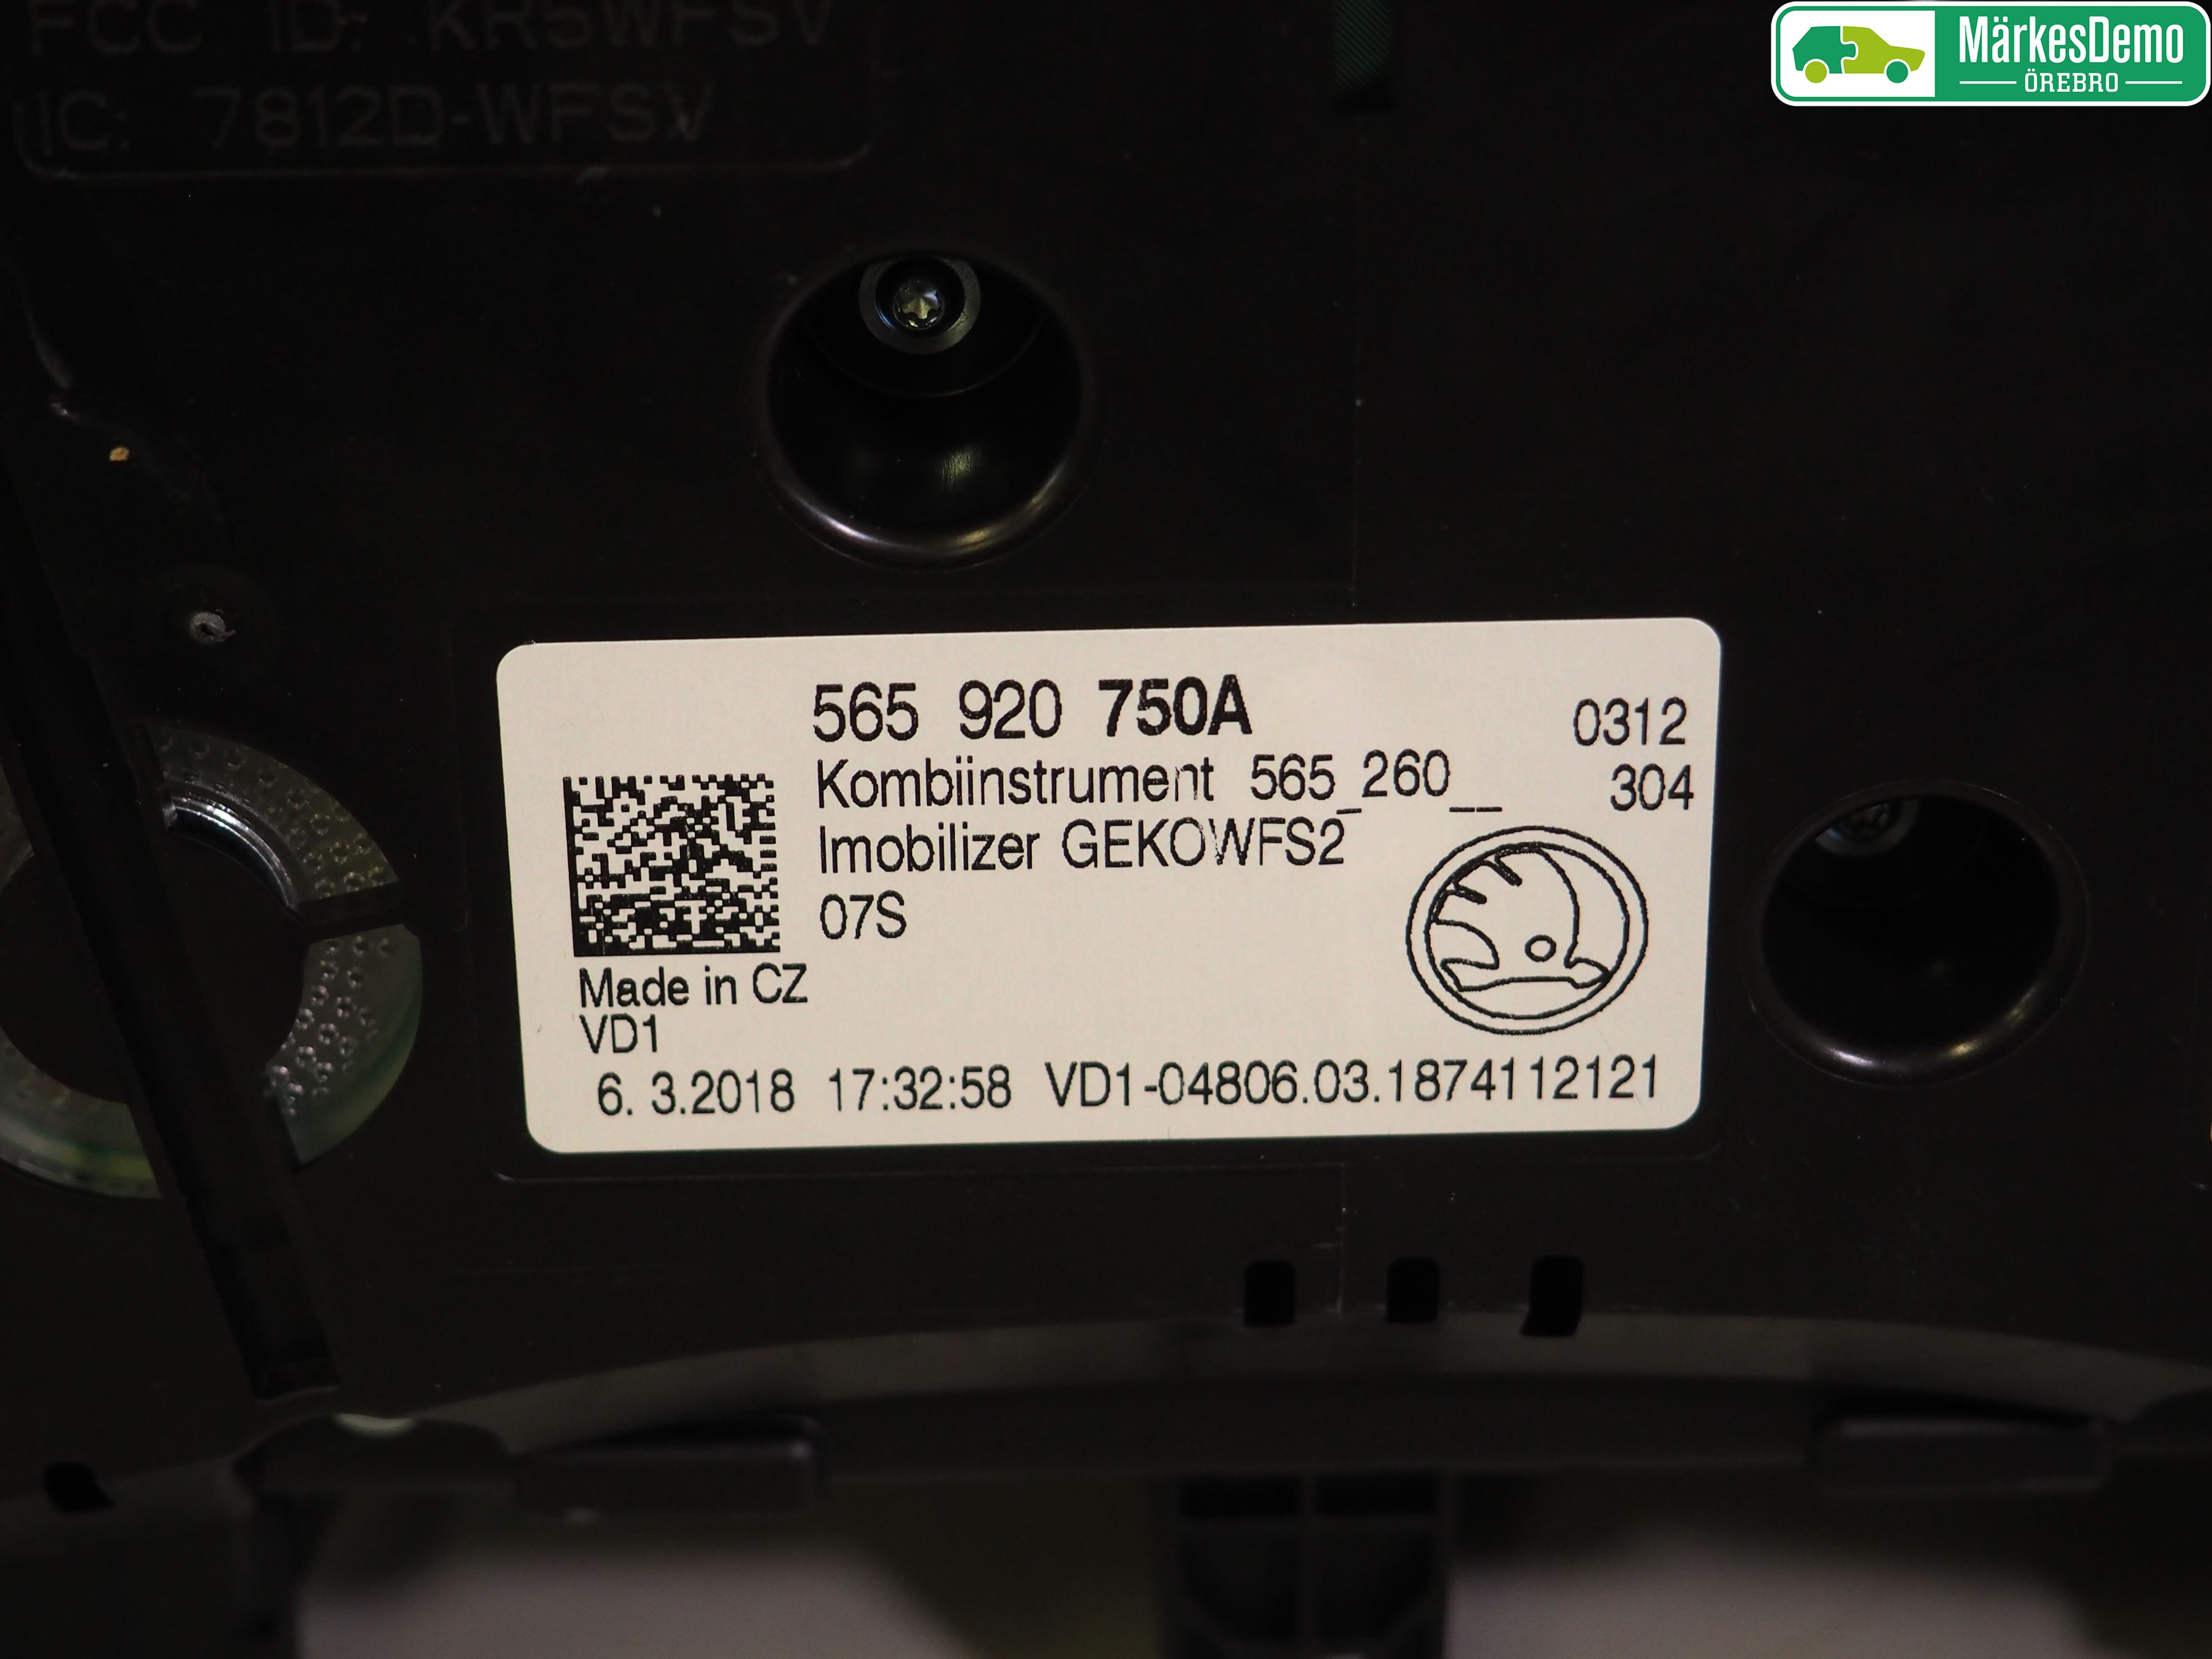 FCC ID: KR5WFSV
IC: 7812D-WFSV
MärkesDemo
ÖREBRO
565 920 750A
0312
Kombiinstrument 565_260__
304
Imobilizer GEKOWFS2
07S
Made in CZ
VD1
6. 3.2018 17:32:58 VD1-04806.03.1874112121